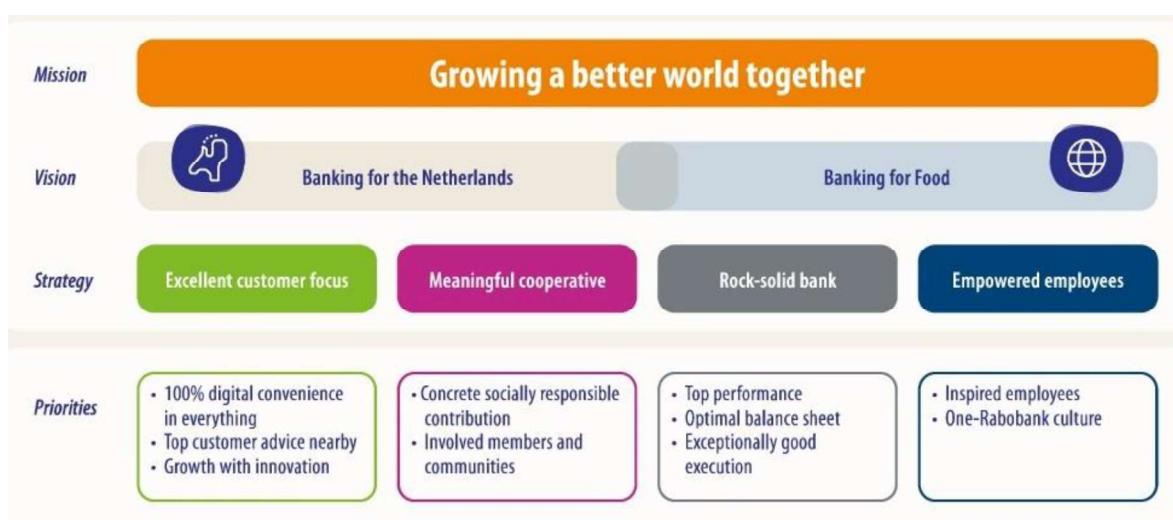 Mission
Growing a better world together
Vision
Banking for the Netherlands
Banking for Food
Strategy
Excellent customer focus
Meaningful cooperative
Rock-solid bank
Empowered employees
Priorities
• 100% digital convenience
in everything
• Top customer advice nearby
• Growth with innovation
• Concrete socially responsible
contribution
• Involved members and
communities
• Top performance
• Optimal balance sheet
• Exceptionally good
execution
• Inspired employees
• One-Rabobank culture